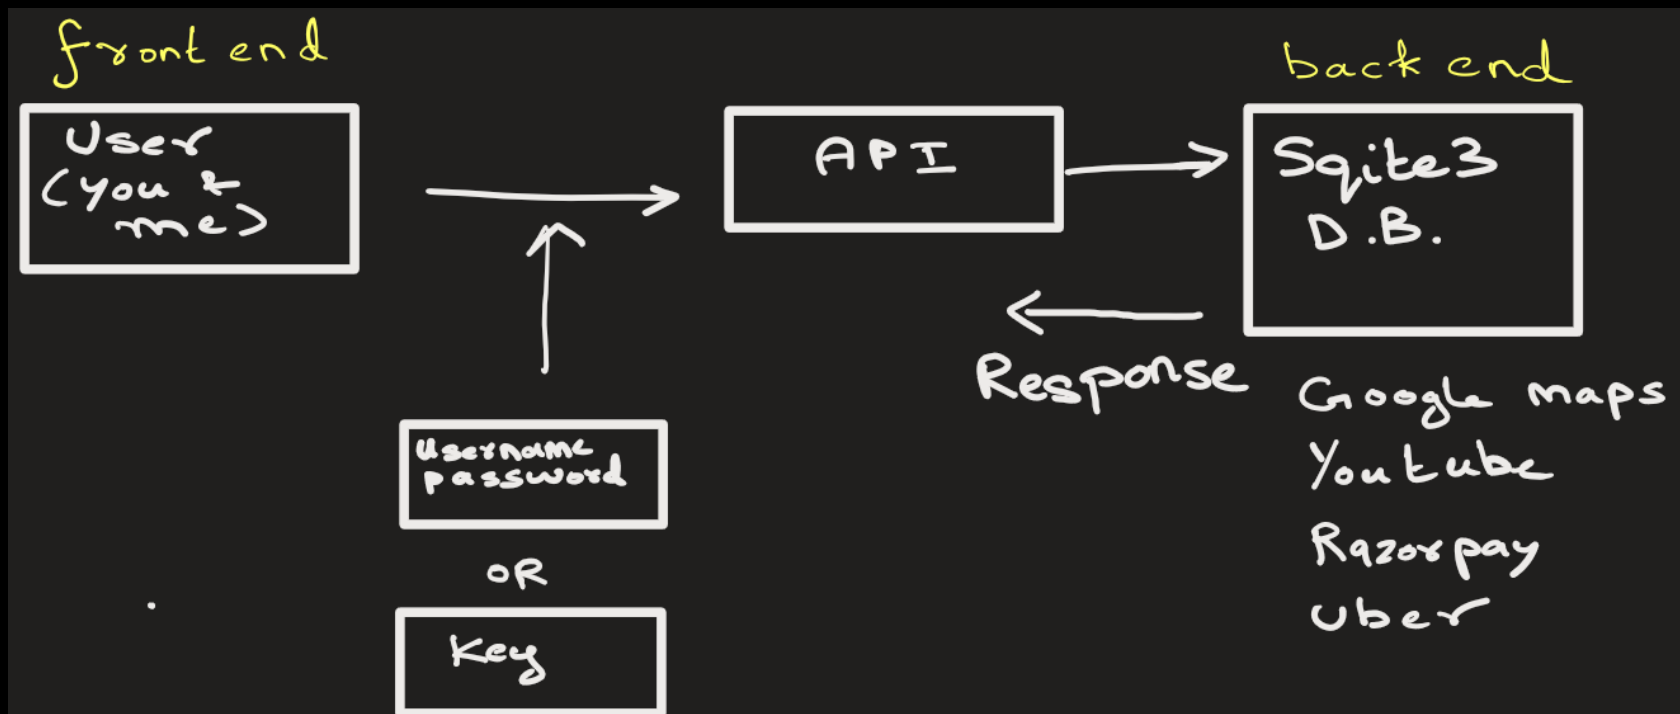 front end
User
(you &
me)
API
back end
Sqite3
D.B.
Response
Username
password
OR
Key
Google maps
Youtube
Razorpay
Uber